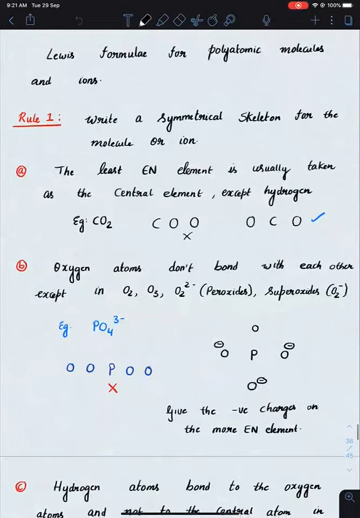 9:21 AM Tue 29 Sep 100%
Lewis formulae for polyatomic molecules
and ions.
Rule 1: Write a Symmetrical Skeleton for the
molecule or ion.
ⓐ The least EN element is usually taken
as the Central element, except hydrogen
Eg: CO₂ C O O O C O ✓
×
ⓑ Oxygen atoms don't bond with each other
except in O₂, O₃, O₂²⁻ (Peroxides), Superoxides (O₂⁻)
Eg: PO₄³⁻
O
⊖O P O⊖
O O P O O
O⊖
×
Give the -ve charges on
the more EN element.
38
45
ⓒ Hydrogen atoms bond to the oxygen
atoms and not to the central atom in